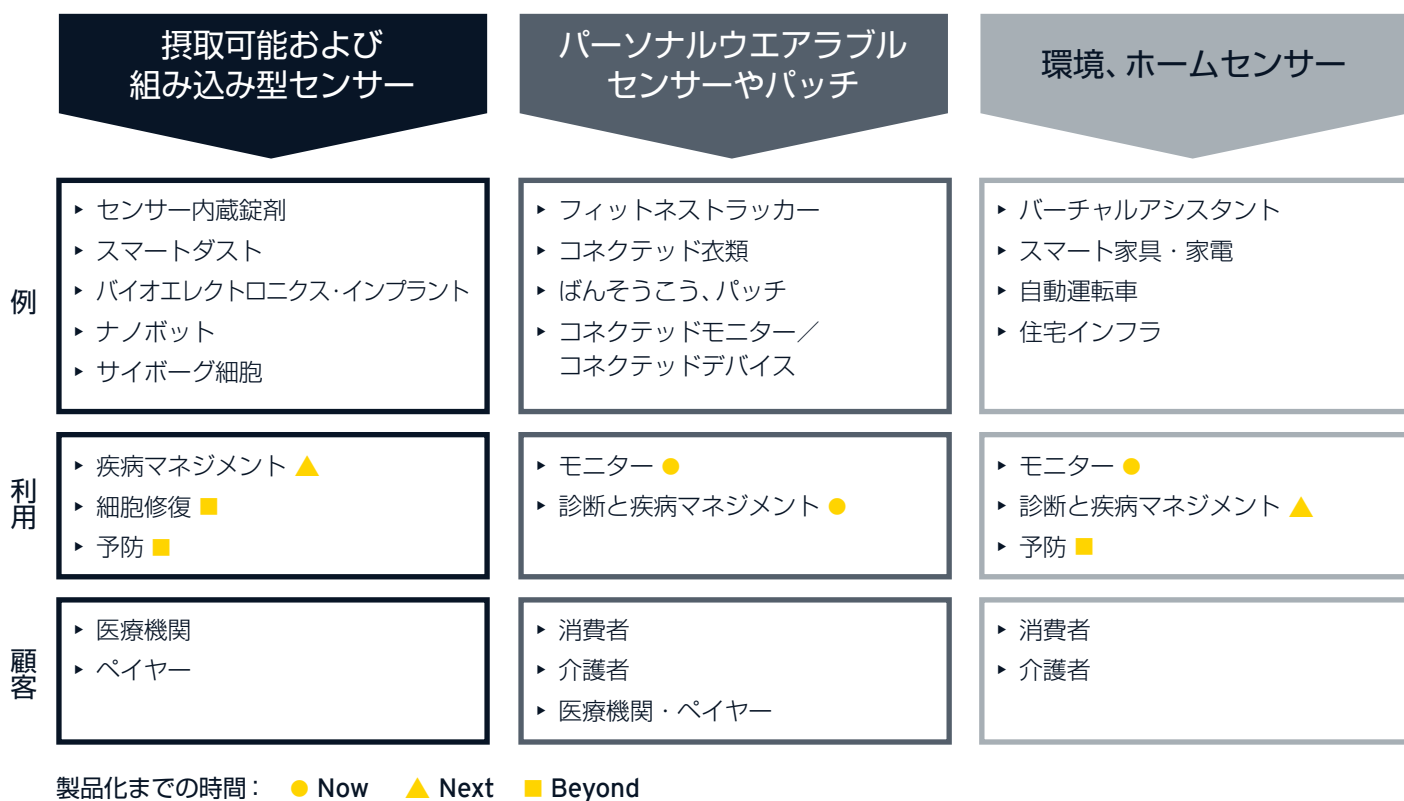 摂取可能および
組み込み型センサー
パーソナルウエアラブル
センサーやパッチ
環境、ホームセンサー
例
▸ センサー内蔵錠剤
▸ スマートダスト
▸ バイオエレクトロニクス・インプラント
▸ ナノボット
▸ サイボーグ細胞
▸ フィットネストラッカー
▸ コネクテッド衣類
▸ ばんそうこう、パッチ
▸ コネクテッドモニター／
コネクテッドデバイス
▸ バーチャルアシスタント
▸ スマート家具・家電
▸ 自動運転車
▸ 住宅インフラ
利用
▸ 疾病マネジメント ▲
▸ 細胞修復 ■
▸ 予防 ■
▸ モニター ●
▸ 診断と疾病マネジメント ●
▸ モニター ●
▸ 診断と疾病マネジメント ▲
▸ 予防 ■
顧客
▸ 医療機関
▸ ペイヤー
▸ 消費者
▸ 介護者
▸ 医療機関・ペイヤー
▸ 消費者
▸ 介護者
製品化までの時間： ● Now ▲ Next ■ Beyond